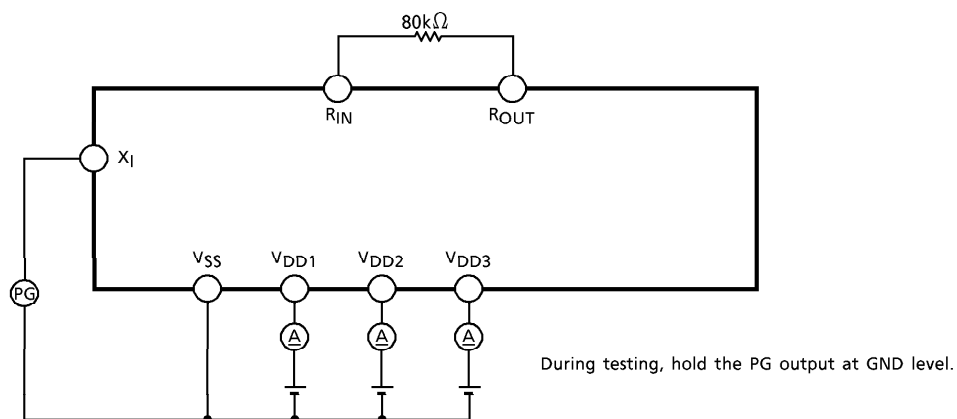 80kΩ
RIN ROUT
XI
VSS VDD1 VDD2 VDD3
PG
A A A
During testing, hold the PG output at GND level.